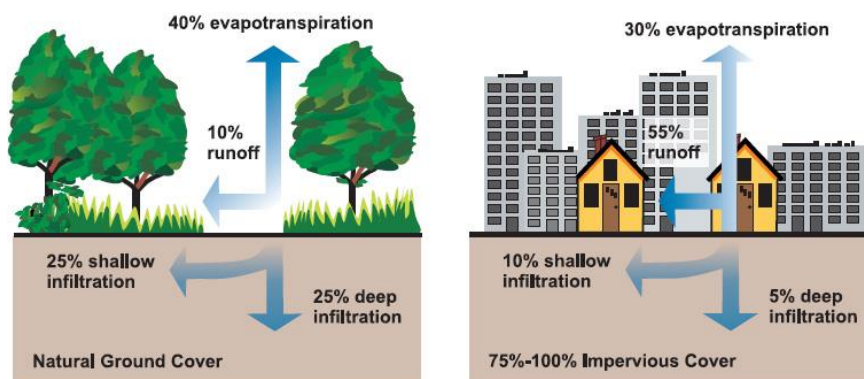 40% evapotranspiration
10%
runoff
25% shallow
infiltration
25% deep
infiltration
Natural Ground Cover
30% evapotranspiration
55%
runoff
10% shallow
infiltration
5% deep
infiltration
75%-100% Impervious Cover